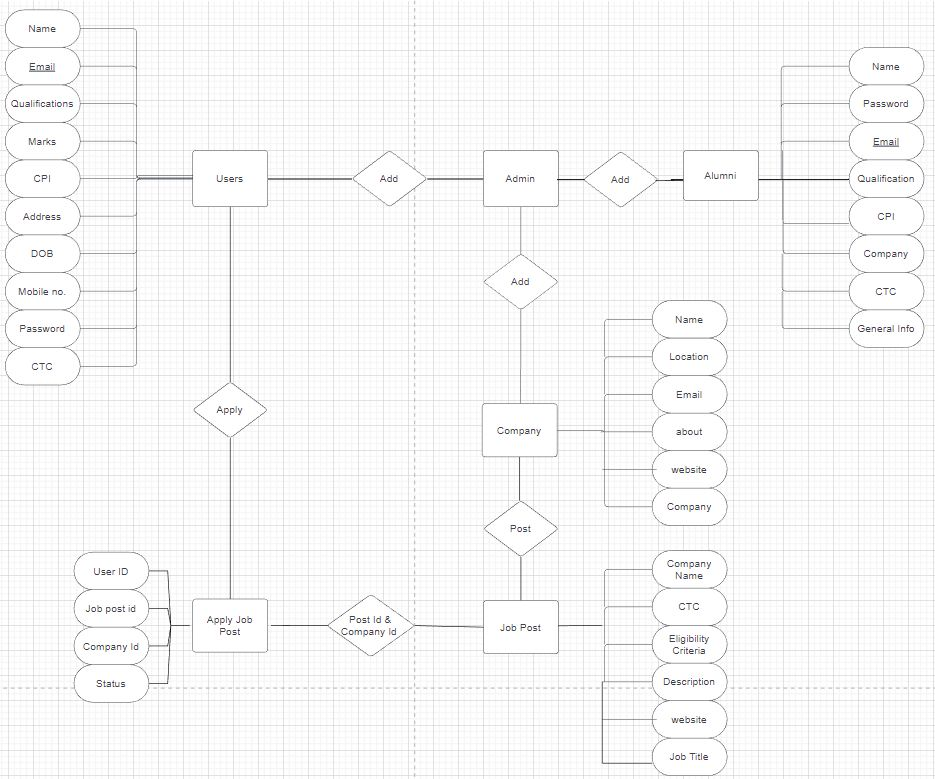 Name
Email
Qualifications
Marks
CPI
Address
DOB
Mobile no.
Password
CTC
Users
Add
Admin
Add
Alumni
Name
Password
Email
Qualification
CPI
Company
CTC
General Info
Add
Apply
Company
Name
Location
Email
about
website
Company
Post
User ID
Job post id
Company Id
Status
Apply Job
Post
Post Id &
Company Id
Job Post
Company
Name
CTC
Eligibility
Criteria
Description
website
Job Title